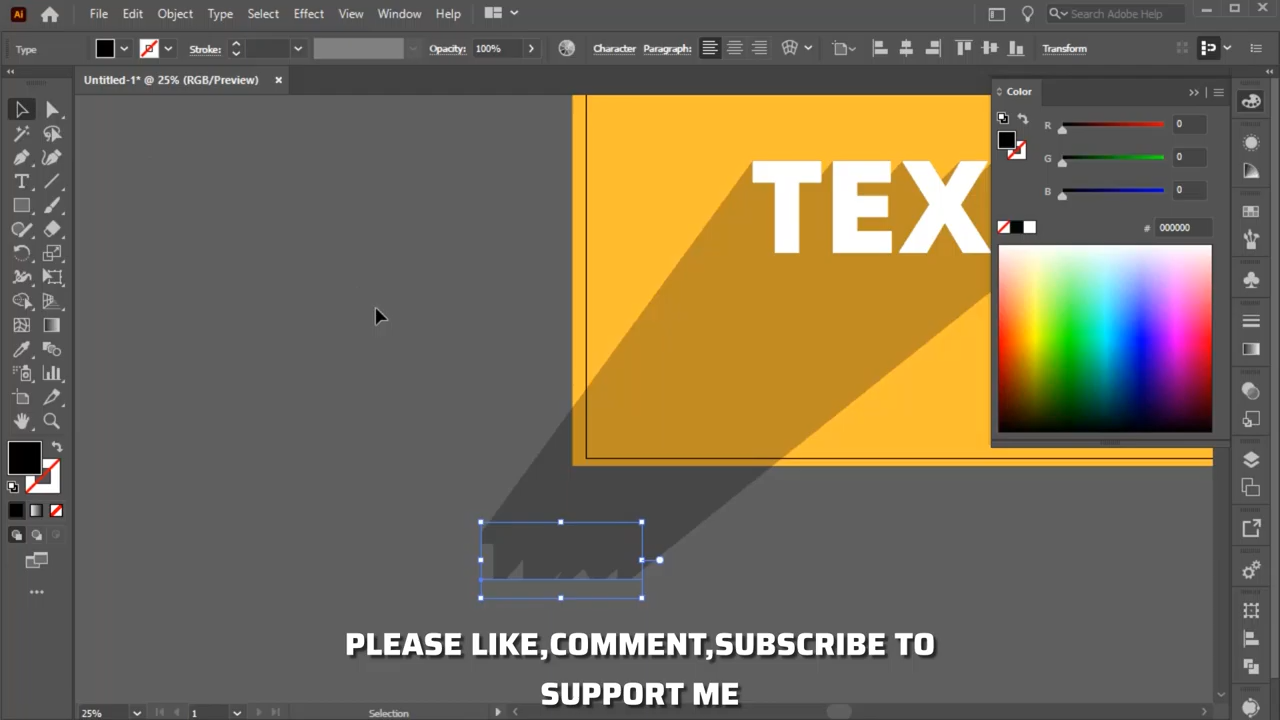 File Edit Object Type Select Effect View Window Help Search Adobe Help
Type Stroke: Opacity: 100% Character Paragraph: Transform
Untitled-1* @ 25% (RGB/Preview)
Color
R 0
G 0
B 0
# 000000
TEX
PLEASE LIKE,COMMENT,SUBSCRIBE TO
SUPPORT ME
25% 1 Selection